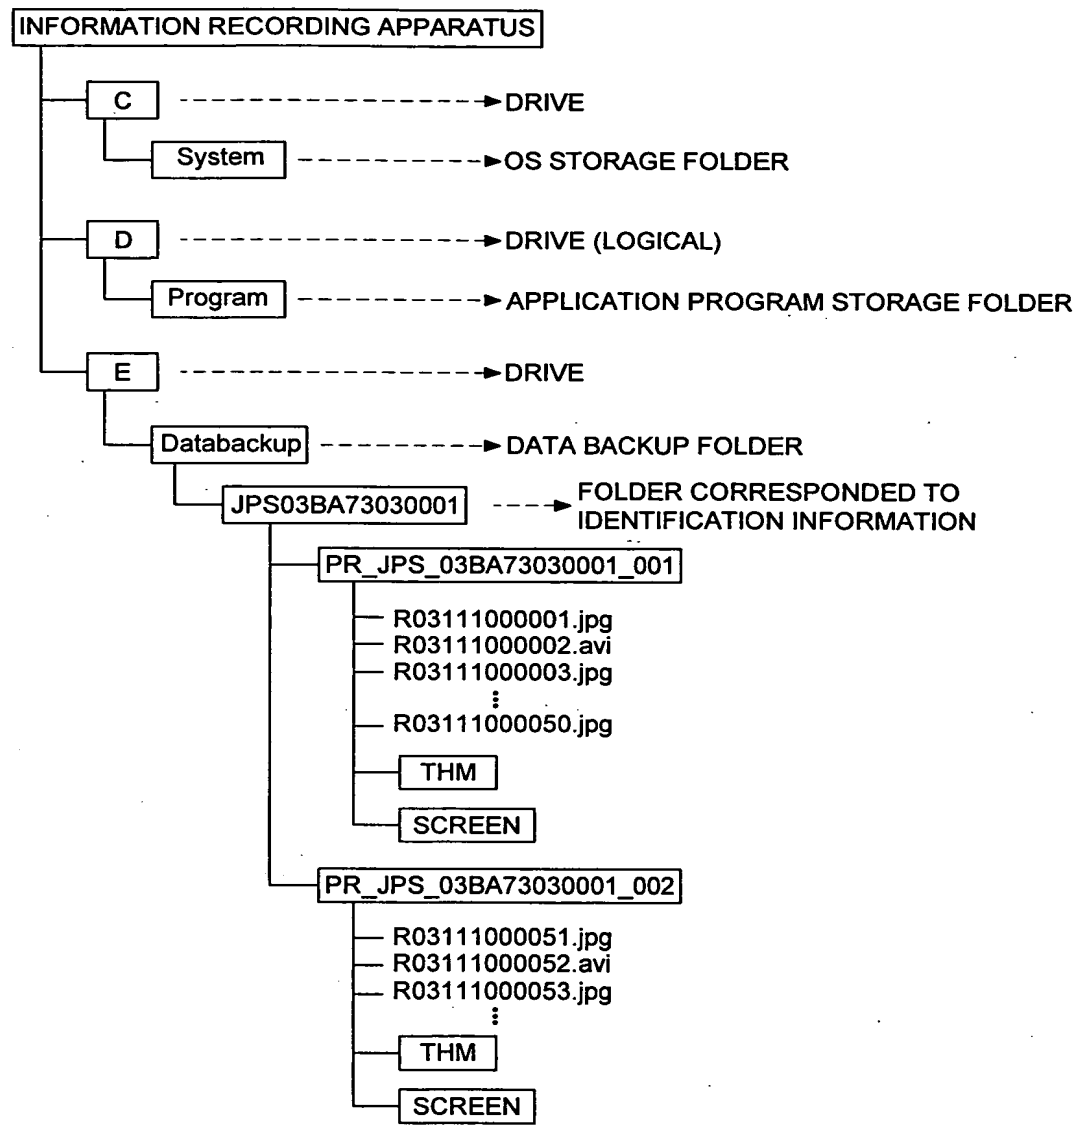 INFORMATION RECORDING APPARATUS
C
DRIVE
System
OS STORAGE FOLDER
D
DRIVE (LOGICAL)
Program
APPLICATION PROGRAM STORAGE FOLDER
E
DRIVE
Databackup
DATA BACKUP FOLDER
JPS03BA73030001
FOLDER CORRESPONDED TO
IDENTIFICATION INFORMATION
PR_JPS_03BA73030001_001
R03111000001.jpg
R03111000002.avi
R03111000003.jpg
R03111000050.jpg
THM
SCREEN
PR_JPS_03BA73030001_002
R03111000051.jpg
R03111000052.avi
R03111000053.jpg
THM
SCREEN